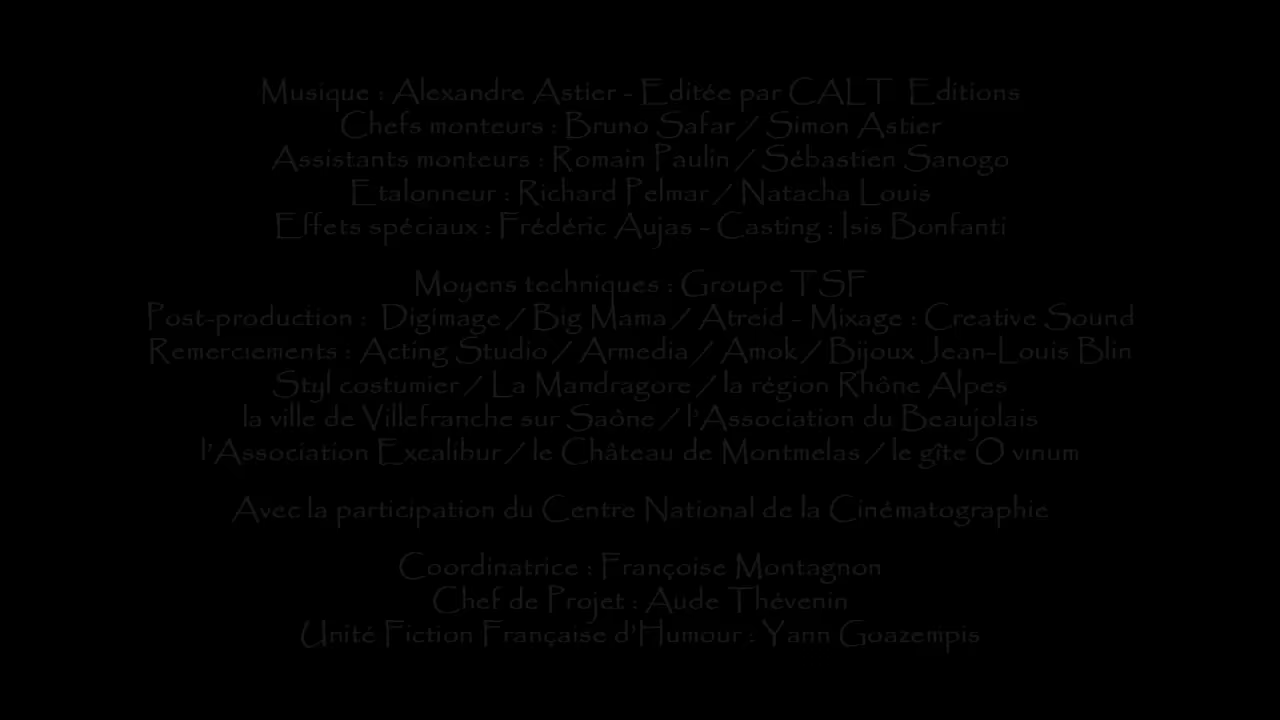 Musique : Alexandre Astier - Editée par CALT Editions
Chefs monteurs : Bruno Safar / Simon Astier
Assistants monteurs : Romain Paulin / Sébastien Sanogo
Etalonneur : Richard Pelmar / Natacha Louis
Effets spéciaux : Frédéric Aujas - Casting : Isis Bonfanti
Moyens techniques : Groupe TSF
Post-production : Digimage / Big Mama / Atreid - Mixage : Creative Sound
Remerciements : Acting Studio / Armedia / Amok / Bijoux Jean-Louis Blin
Styl costumier / La Mandragore / la région Rhône Alpes
la ville de Villefranche sur Saône / l'Association du Beaujolais
l'Association Excalibur / le Château de Montmelas / le gîte O vinum
Avec la participation du Centre National de la Cinématographie
Coordinatrice : Françoise Montagnon
Chef de Projet : Aude Thévenin
Unité Fiction Française d'Humour : Yann Goazempis